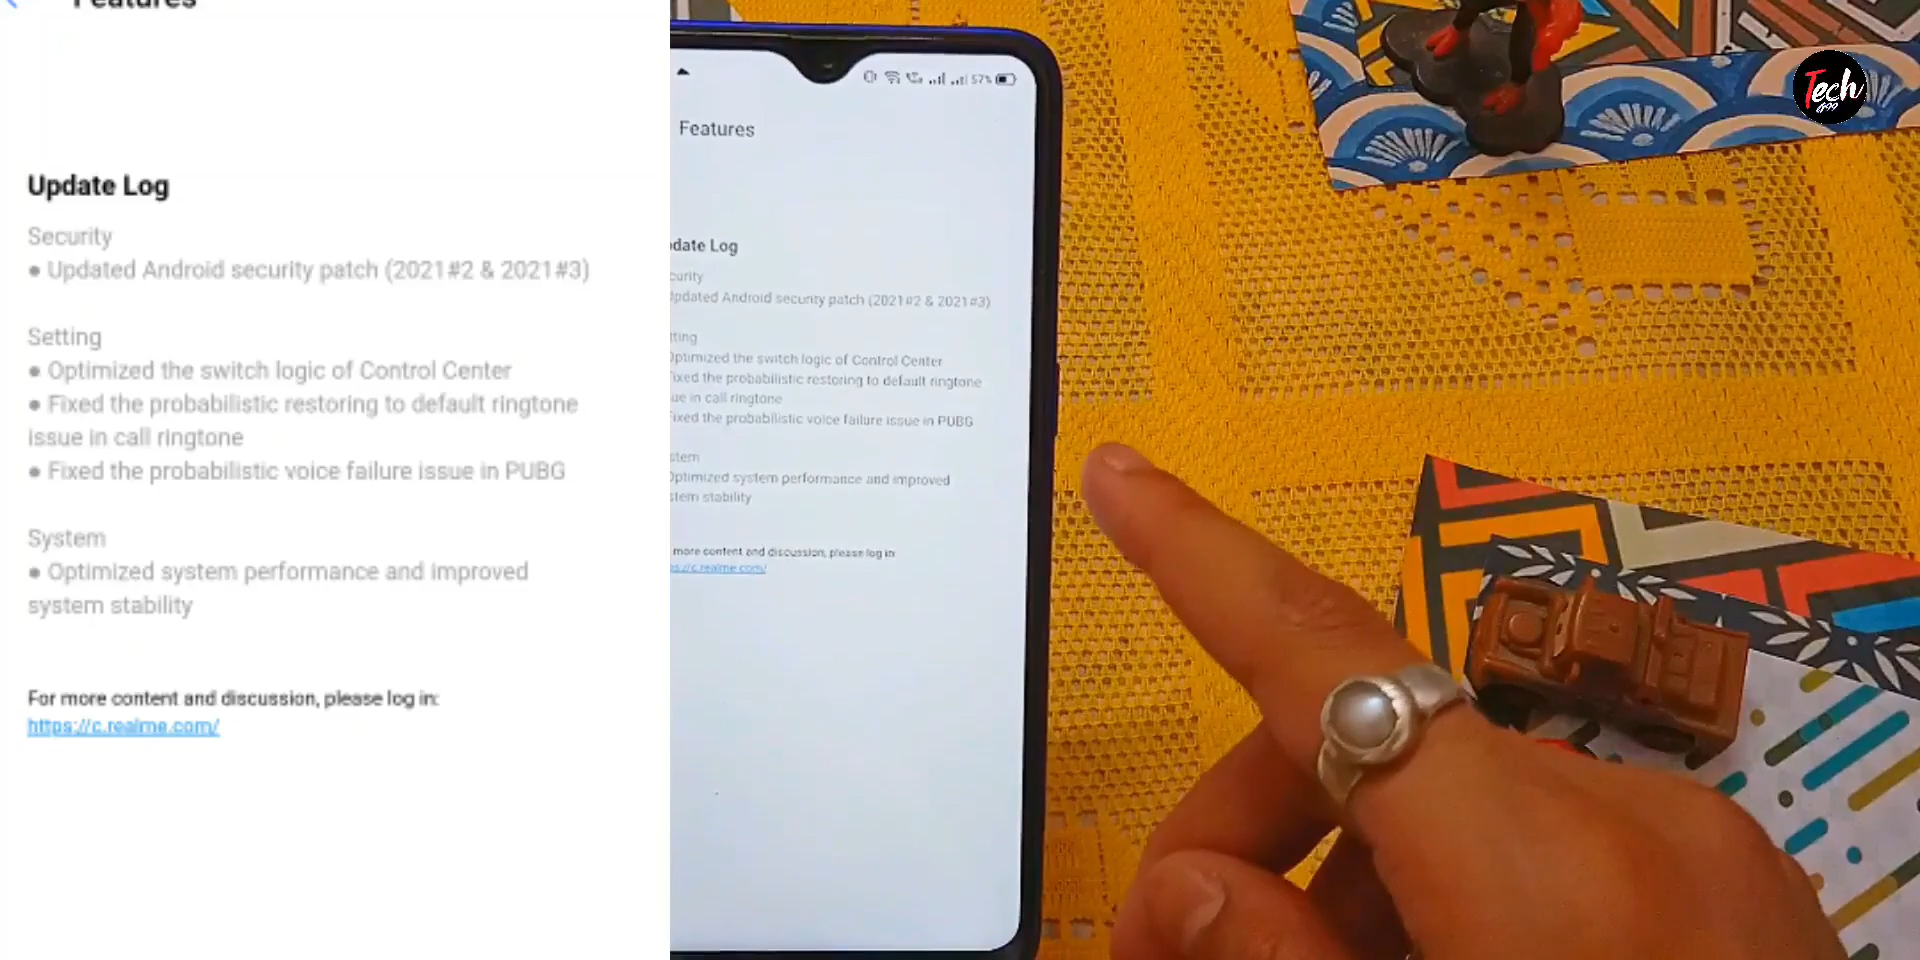 Features
Update Log
Security
● Updated Android security patch (2021#2 & 2021#3)
Setting
● Optimized the switch logic of Control Center
● Fixed the probabilistic restoring to default ringtone
issue in call ringtone
● Fixed the probabilistic voice failure issue in PUBG
System
● Optimized system performance and improved
system stability
For more content and discussion, please log in:
https://c.realme.com/
57%
Features
date Log
curity
pdated Android security patch (2021#2 & 2021#3)
tting
ptimized the switch logic of Control Center
ixed the probabilistic restoring to default ringtone
ue in call ringtone
ixed the probabilistic voice failure issue in PUBG
stem
ptimized system performance and improved
stem stability
more content and discussion, please log in
s://c.realme.com/
Tech